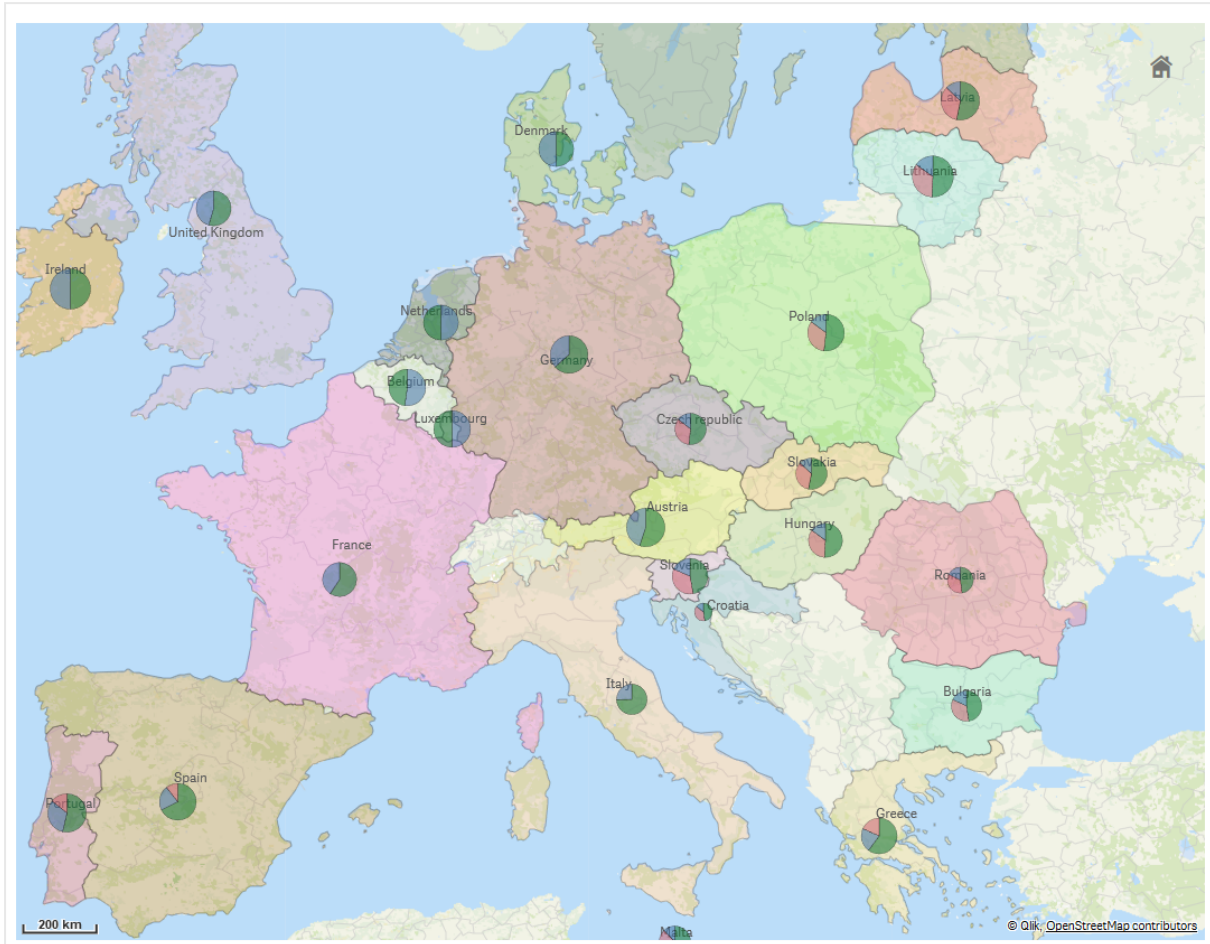 Latvia
Denmark
Lithuania
United Kingdom
Ireland
Netherlands
Poland
Germany
Belgium
Luxembourg
Czech republic
Slovakia
Austria
Hungary
France
Slovenia
Romania
Croatia
Italy
Bulgaria
Spain
Portugal
Greece
Malta
200 km
© Qlik, OpenStreetMap contributors